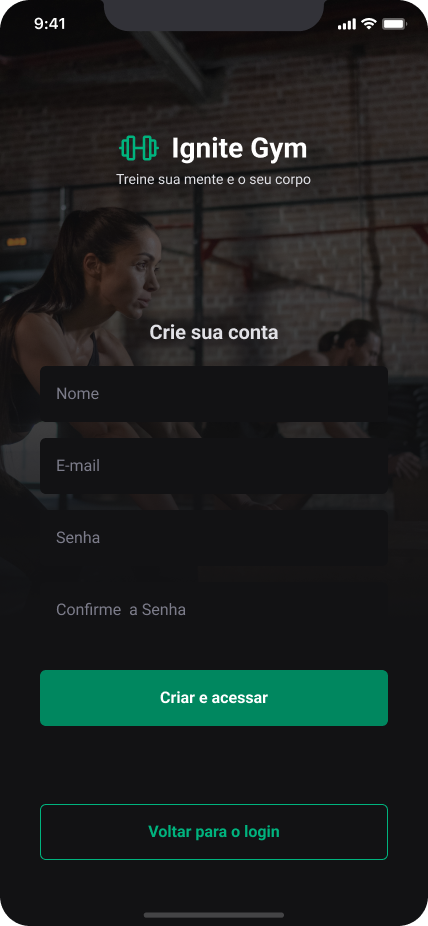 9:41
Ignite Gym
Treine sua mente e o seu corpo
Crie sua conta
Nome
E-mail
Senha
Confirme  a Senha
Criar e acessar
Voltar para o login